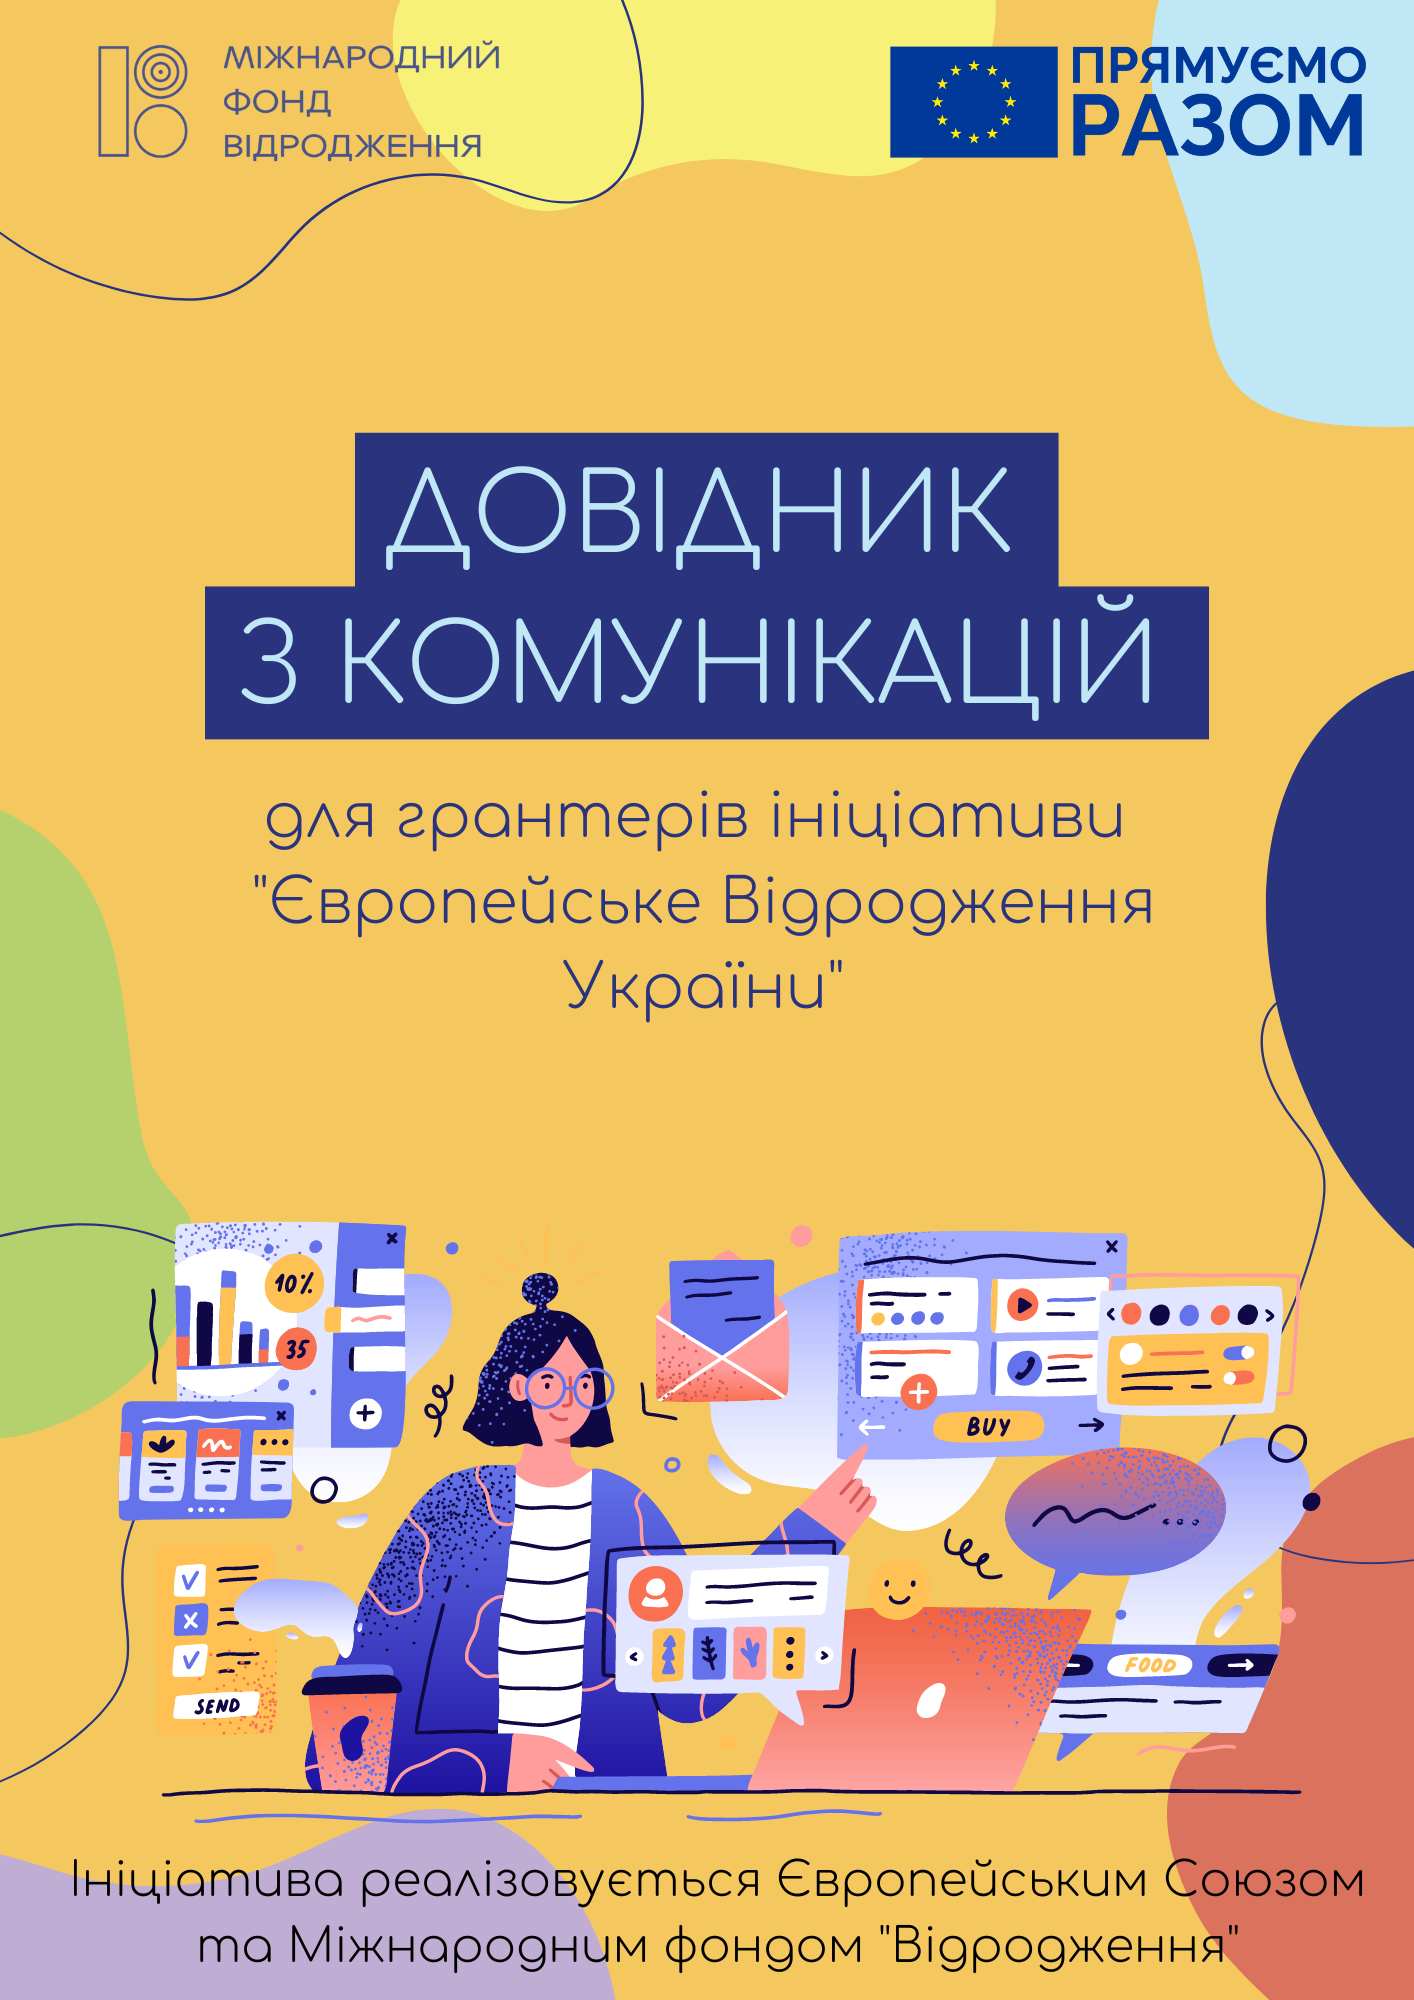 МІЖНАРОДНИЙ
ФОНД
ВІДРОДЖЕННЯ
ПРЯМУЄМО
РАЗОМ
ДОВІДНИК
З КОМУНІКАЦІЙ
для грантерів ініціативи
"Європейське Відродження
України"
10%
35
BUY
FOOD
SEND
Ініціатива реалізовується Європейським Союзом
та Міжнародним фондом "Відродження"